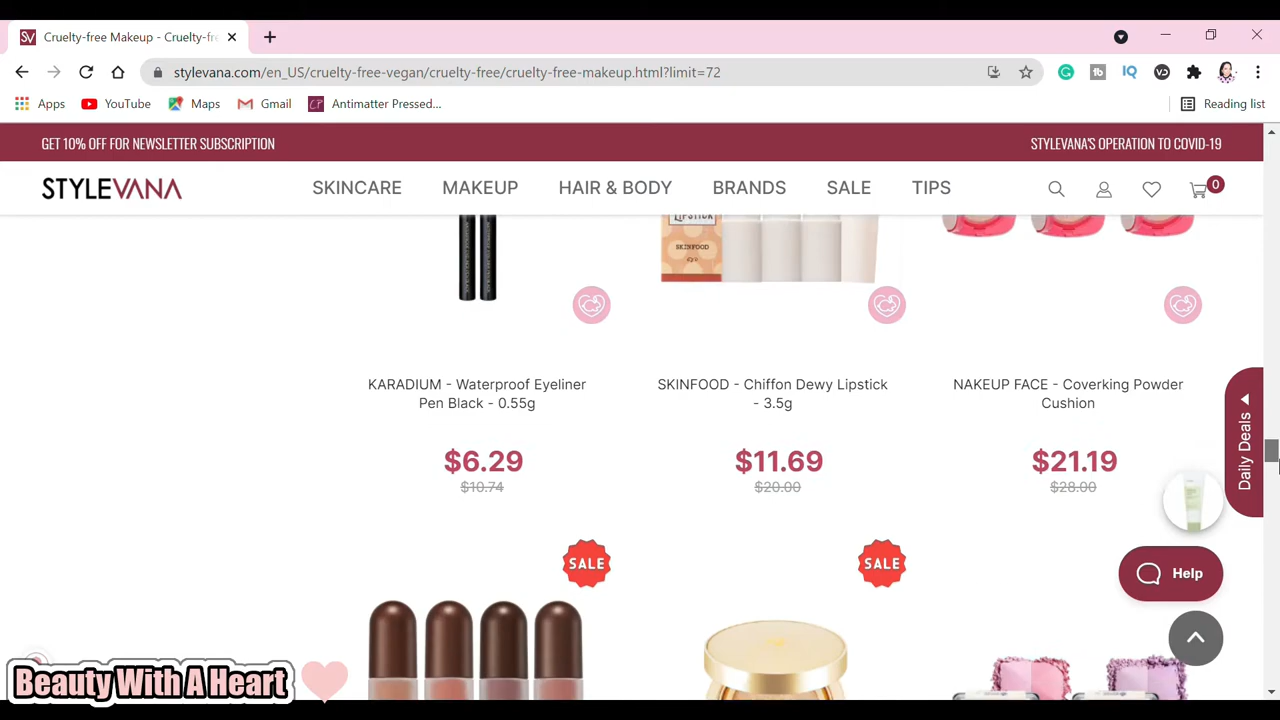 SV Cruelty-free Makeup - Cruelty-fre
stylevana.com/en_US/cruelty-free-vegan/cruelty-free/cruelty-free-makeup.html?limit=72
Apps YouTube Maps Gmail CP Antimatter Pressed... Reading list
GET 10% OFF FOR NEWSLETTER SUBSCRIPTION STYLEVANA'S OPERATION TO COVID-19
STYLEVANA SKINCARE MAKEUP HAIR & BODY BRANDS SALE TIPS 0
LIPSTICK
SKINFOOD
KARADIUM - Waterproof Eyeliner
Pen Black - 0.55g
SKINFOOD - Chiffon Dewy Lipstick
- 3.5g
NAKEUP FACE - Coverking Powder
Cushion
$6.29 $11.69 $21.19
$10.74 $20.00 $28.00
Daily Deals
SALE SALE
Help
Beauty With A Heart